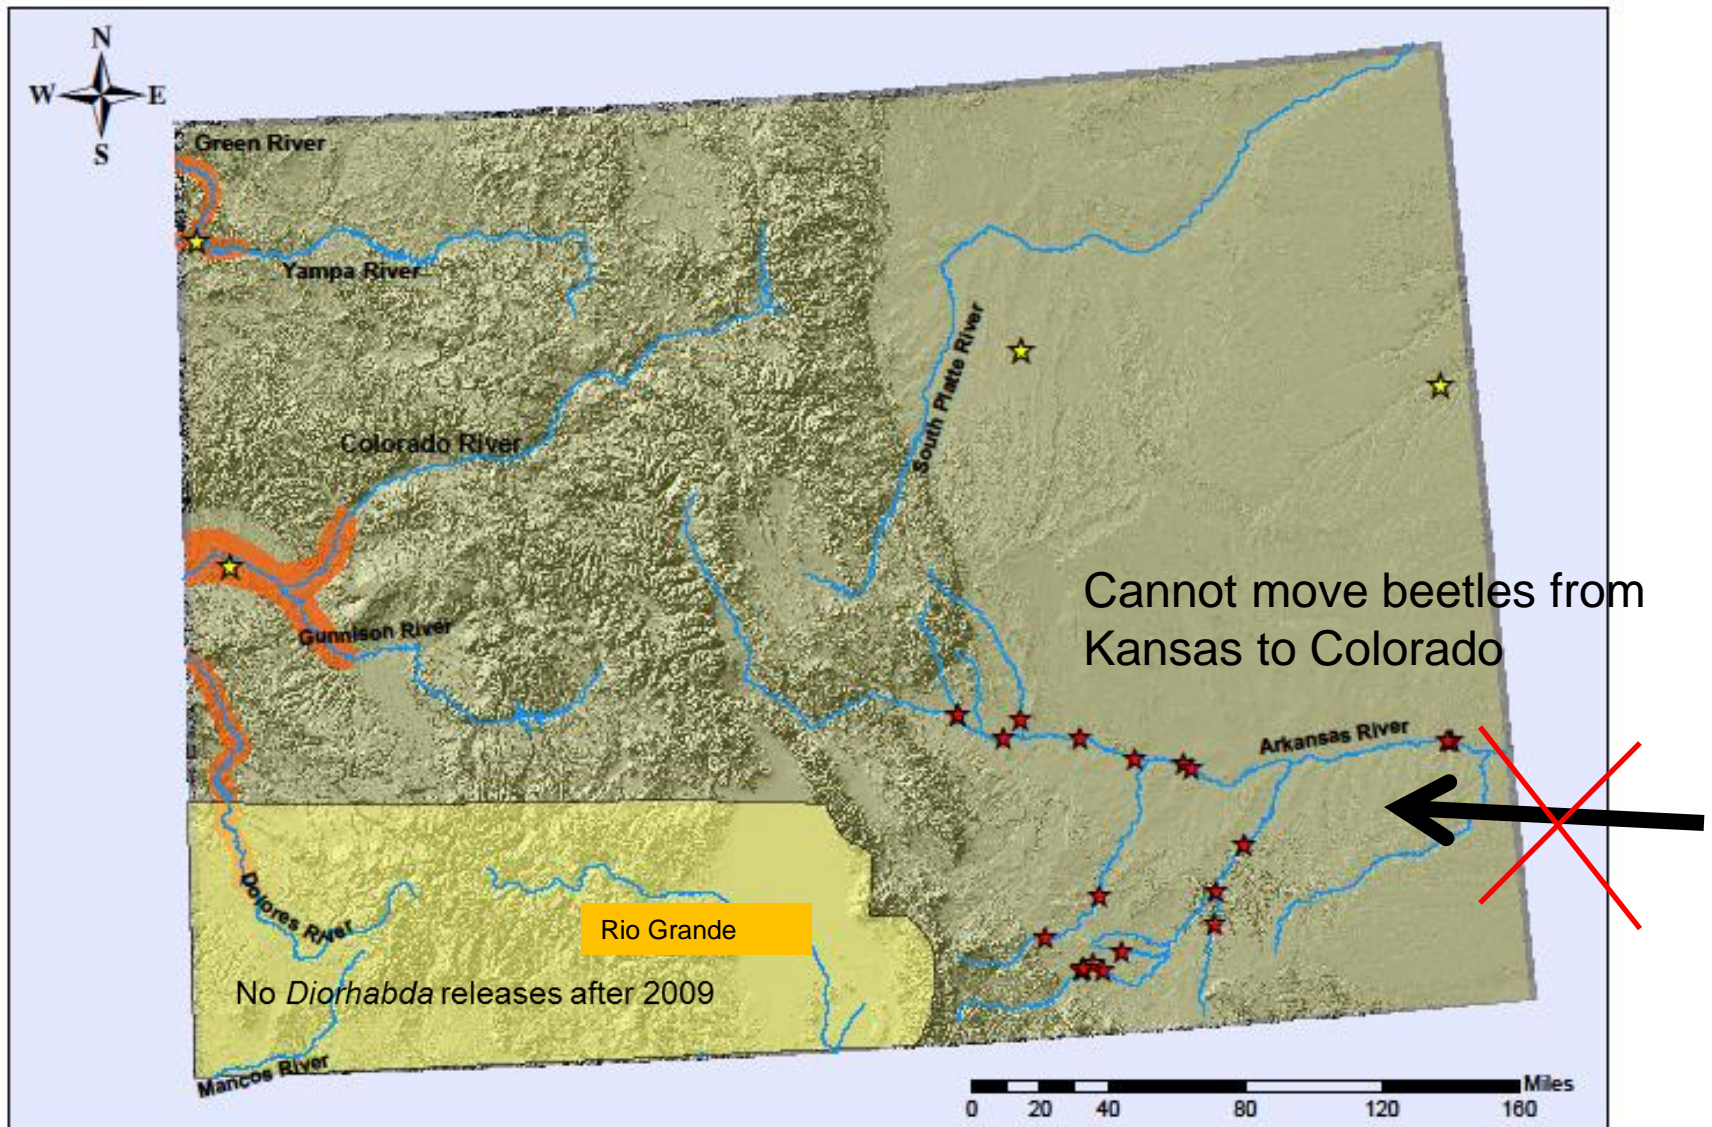 N
W E
S
Green River
Yampa River
South Platte River
Colorado River
Cannot move beetles from
Kansas to Colorado
Gunnison River
Arkansas River
Dolores River
Rio Grande
No Diorhabda releases after 2009
Mancos River
Miles
0 20 40 80 120 160